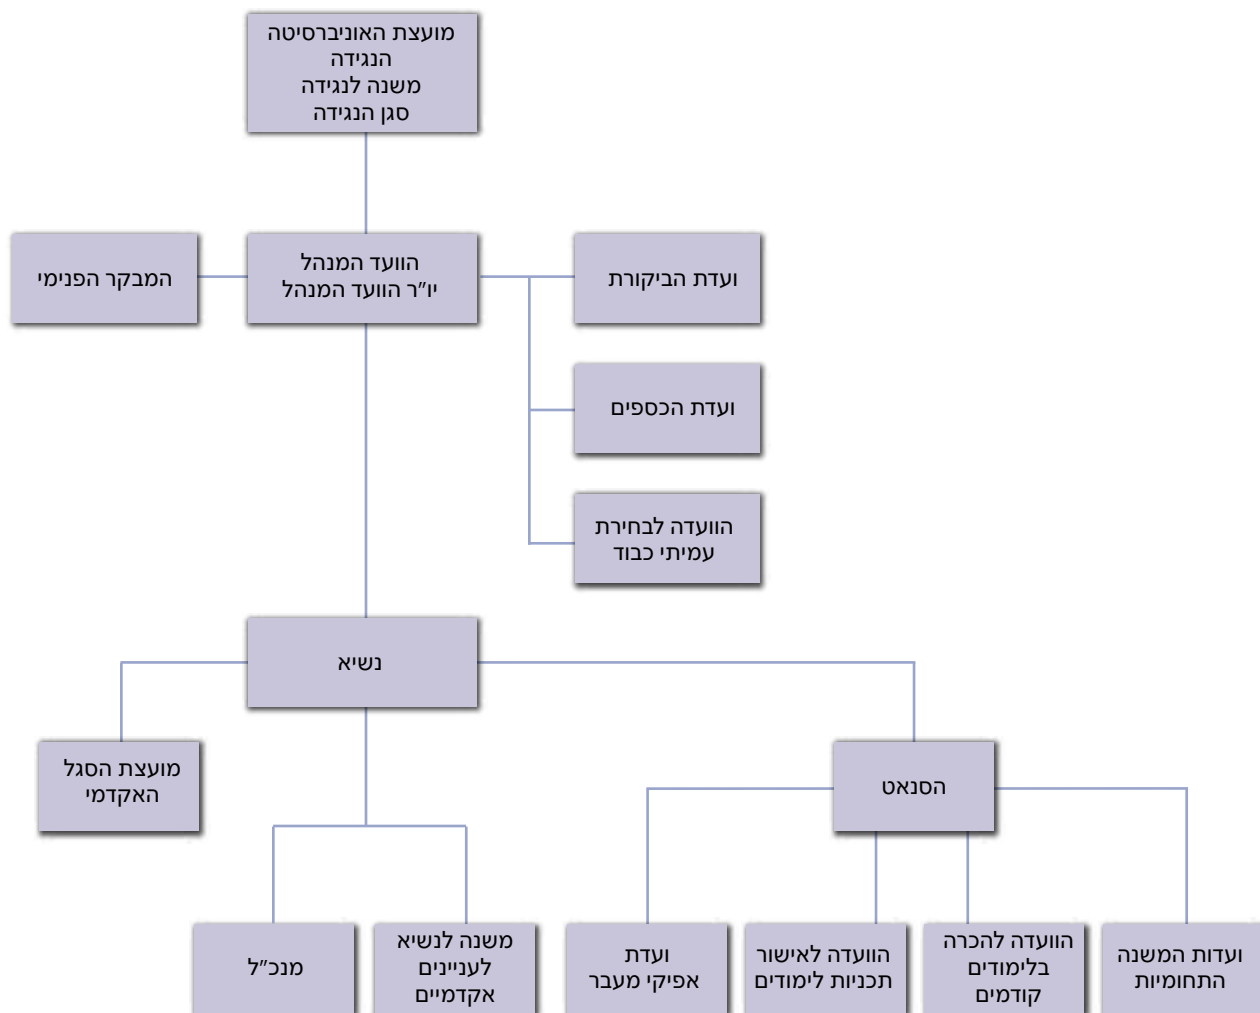 מועצת האוניברסיטה
הנגידה
משנה לנגידה
סגן הנגידה
המבקר הפנימי
הוועד המנהל
יו"ר הוועד המנהל
ועדת הביקורת
ועדת הכספים
הוועדה לבחירת
עמיתי כבוד
נשיא
מועצת הסגל
האקדמי
הסנאט
ועדות המשנה
התחומיות
הוועדה להכרה
בלימודים
קודמים
הוועדה לאישור
תכניות לימודים
ועדת
אפיקי מעבר
משנה לנשיא
לעניינים
אקדמיים
מנכ"ל